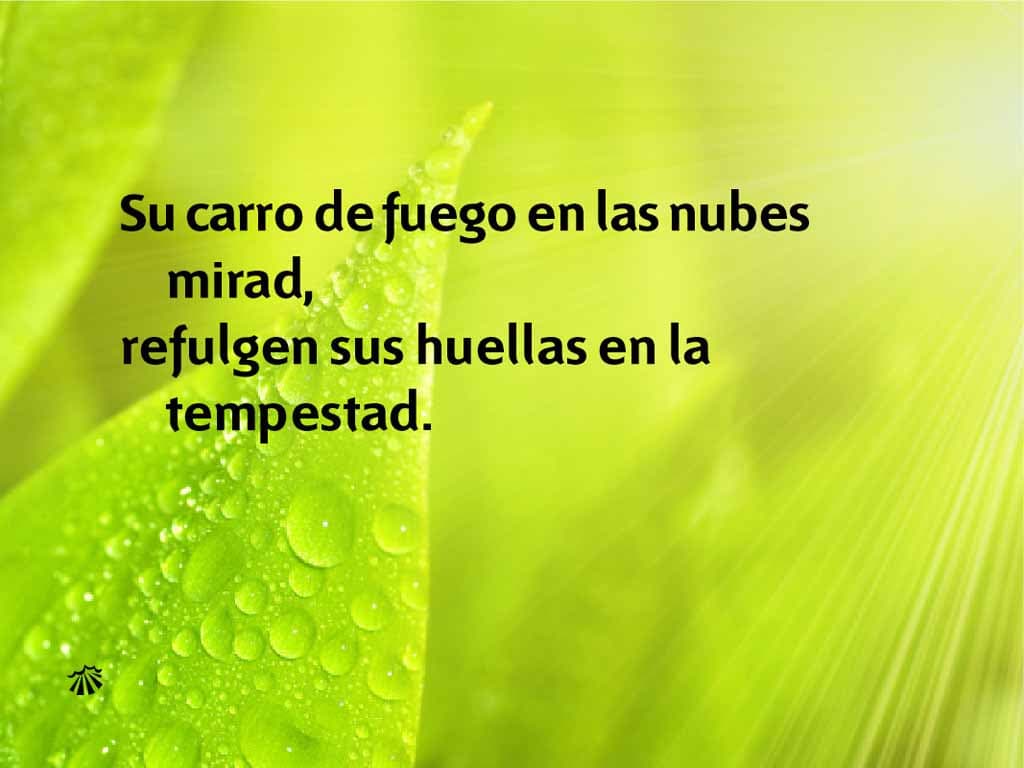 Su carro de fuego en las nubes
mirad,
refulgen sus huellas en la
tempestad.